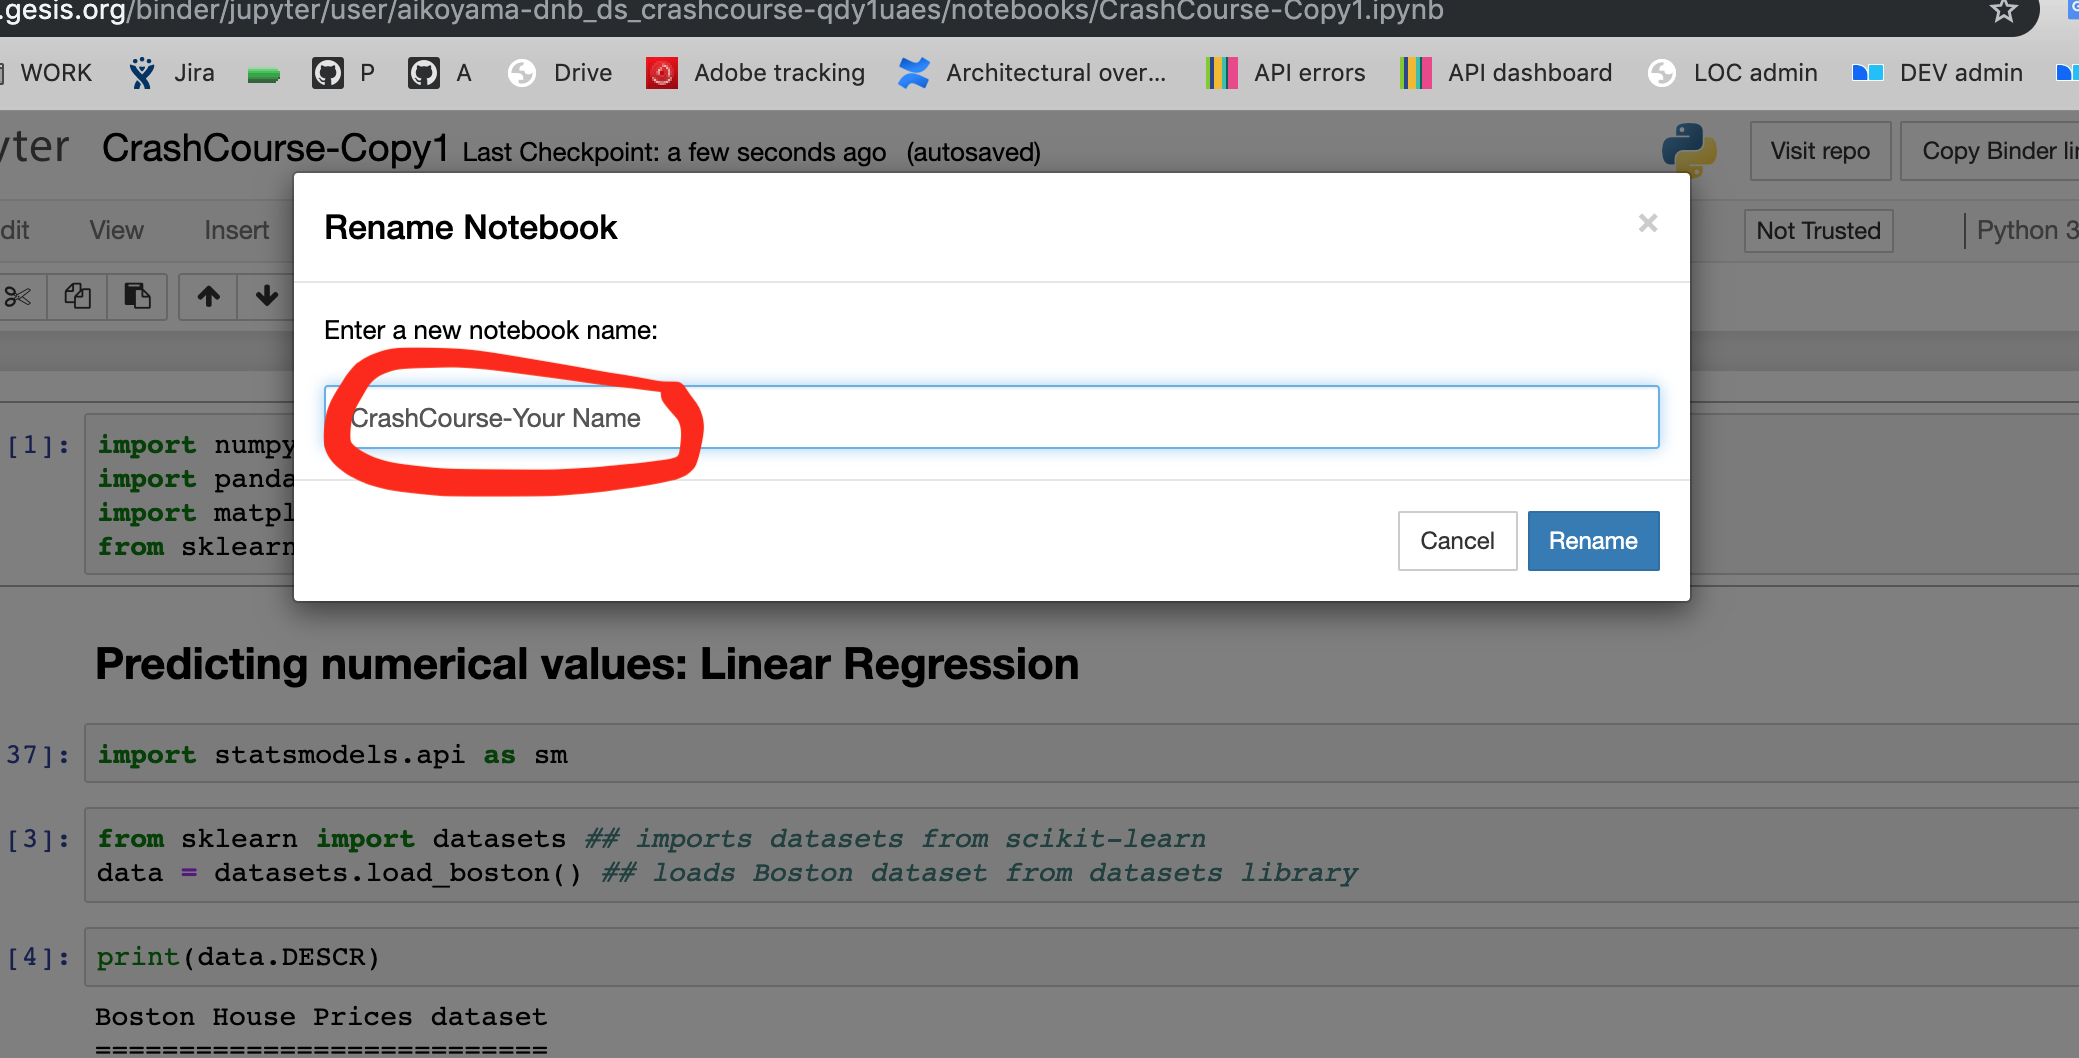 .gesis.org/binder/jupyter/user/aikoyama-dnb_ds_crashcourse-qdy1uaes/notebooks/CrashCourse-Copy1.ipynb
WORK Jira P A Drive Adobe tracking Architectural over... API errors API dashboard LOC admin DEV admin
yter CrashCourse-Copy1 Last Checkpoint: a few seconds ago (autosaved) Visit repo Copy Binder lin
dit View Insert Not Trusted Python 3
Rename Notebook ×
Enter a new notebook name:
CrashCourse-Your Name
Cancel Rename
[1]: import numpy
import panda
import matpl
from sklearn
Predicting numerical values: Linear Regression
37]: import statsmodels.api as sm
[3]: from sklearn import datasets ## imports datasets from scikit-learn
data = datasets.load_boston() ## loads Boston dataset from datasets library
[4]: print(data.DESCR)
Boston House Prices dataset
===========================